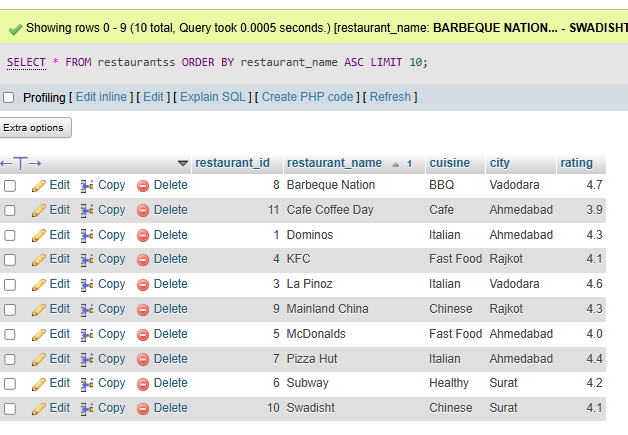 Showing rows 0 - 9 (10 total, Query took 0.0005 seconds.) [restaurant_name: BARBEQUE NATION... - SWADISHT
SELECT * FROM restaurantss ORDER BY restaurant_name ASC LIMIT 10;
Profiling [ Edit inline ] [ Edit ] [ Explain SQL ] [ Create PHP code ] [ Refresh ]
Extra options
←T→ restaurant_id restaurant_name 1 cuisine city rating
Edit Copy Delete 8 Barbeque Nation BBQ Vadodara 4.7
Edit Copy Delete 11 Cafe Coffee Day Cafe Ahmedabad 3.9
Edit Copy Delete 1 Dominos Italian Ahmedabad 4.3
Edit Copy Delete 4 KFC Fast Food Rajkot 4.1
Edit Copy Delete 3 La Pinoz Italian Vadodara 4.6
Edit Copy Delete 9 Mainland China Chinese Rajkot 4.3
Edit Copy Delete 5 McDonalds Fast Food Ahmedabad 4.0
Edit Copy Delete 7 Pizza Hut Italian Ahmedabad 4.4
Edit Copy Delete 6 Subway Healthy Surat 4.2
Edit Copy Delete 10 Swadisht Chinese Surat 4.1